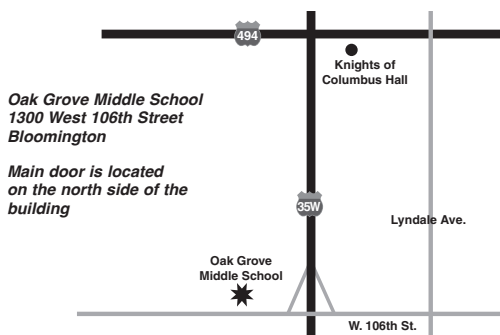 494
Knights of
Columbus Hall
Oak Grove Middle School
1300 West 106th Street
Bloomington
Main door is located
on the north side of the
building
35W
Lyndale Ave.
Oak Grove
Middle School
W. 106th St.